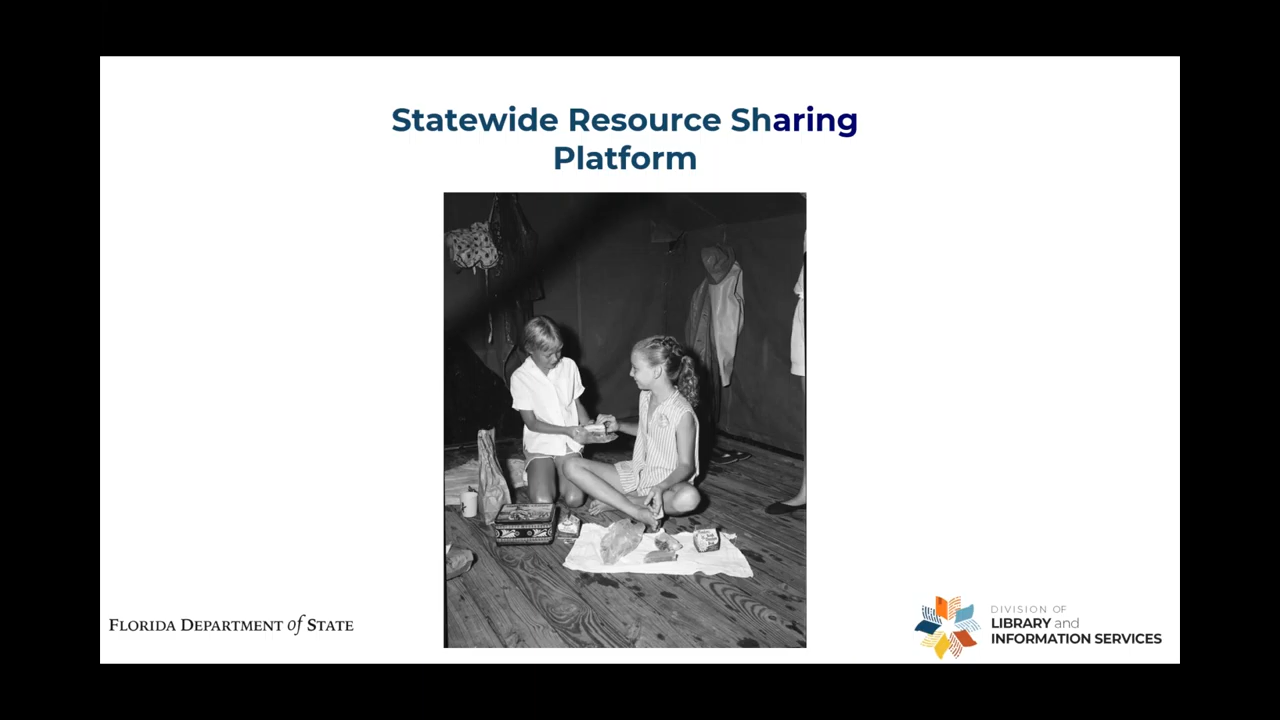 Statewide Resource Sharing
Platform
FLORIDA DEPARTMENT of STATE
DIVISION OF
LIBRARY and
INFORMATION SERVICES